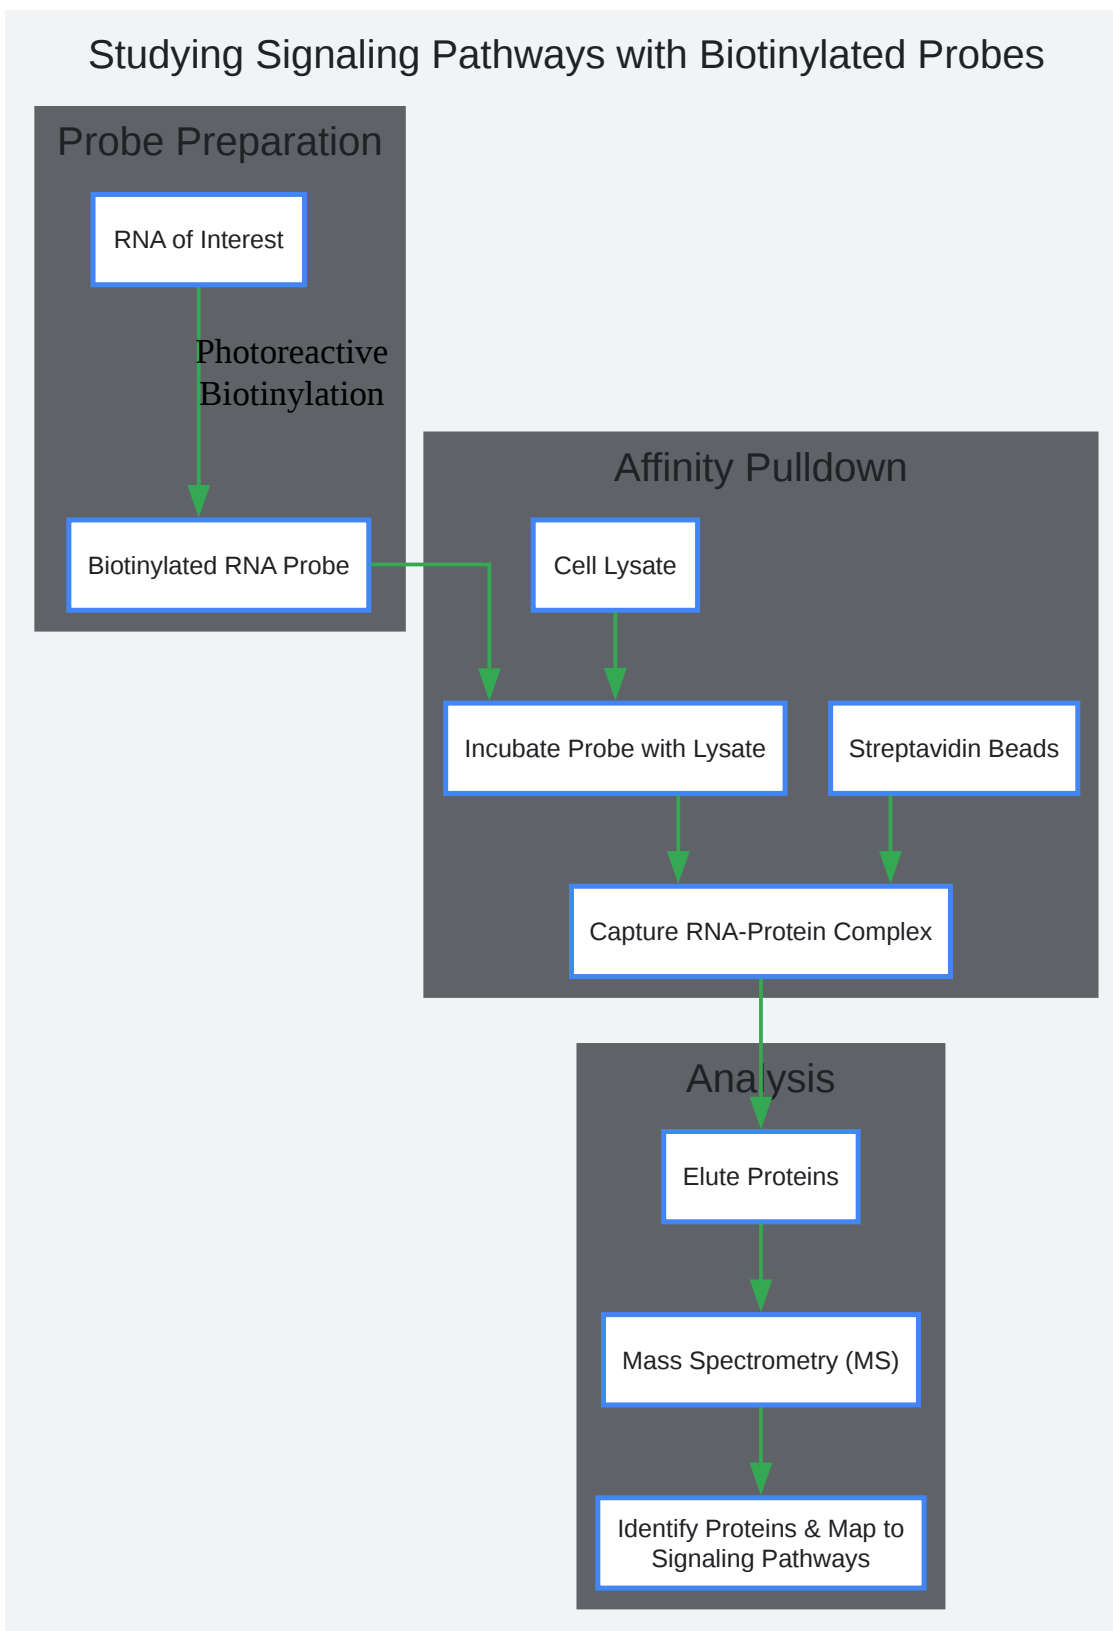 Studying Signaling Pathways with Biotinylated Probes
Probe Preparation
RNA of Interest
Photoreactive
Biotinylation
Biotinylated RNA Probe
Affinity Pulldown
Cell Lysate
Incubate Probe with Lysate
Streptavidin Beads
Capture RNA-Protein Complex
Analysis
Elute Proteins
Mass Spectrometry (MS)
Identify Proteins & Map to
Signaling Pathways